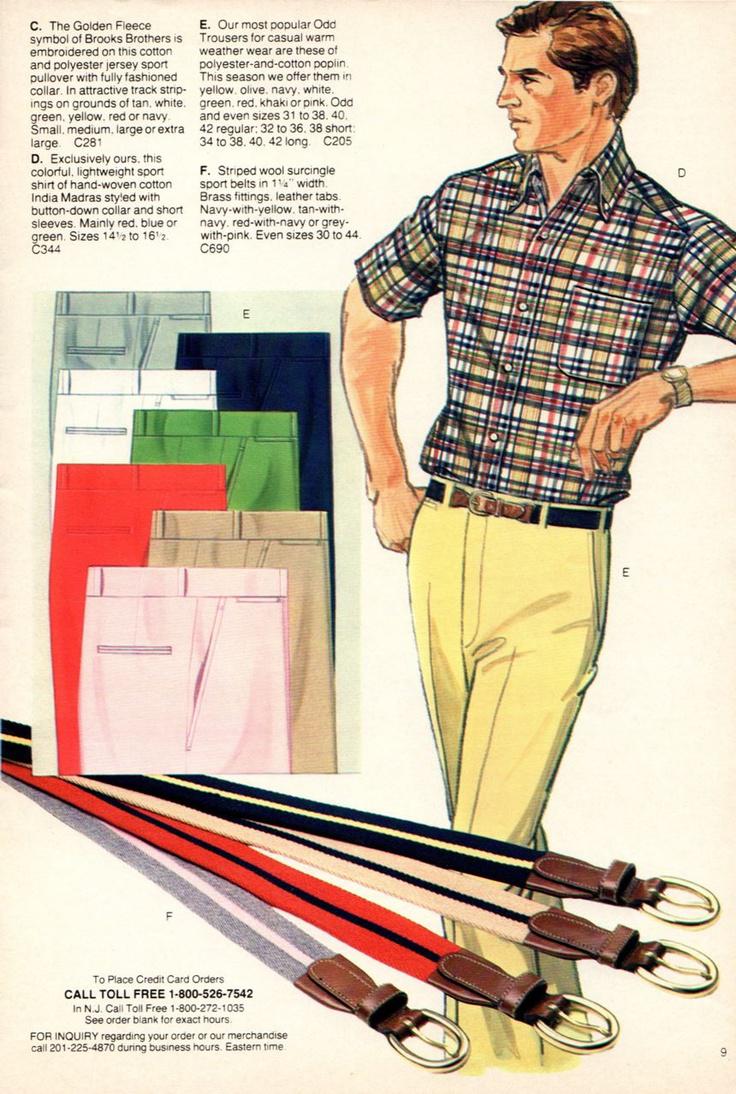 C. The Golden Fleece
symbol of Brooks Brothers is
embroidered on this cotton
and polyester jersey sport
pullover with fully fashioned
collar. In attractive track strip-
ings on grounds of tan, white,
green, yellow, red or navy.
Small, medium, large or extra
large. C281
D. Exclusively ours, this
colorful, lightweight sport
shirt of hand-woven cotton
India Madras styled with
button-down collar and short
sleeves. Mainly red, blue or
green. Sizes 14½ to 16½.
C344
E. Our most popular Odd
Trousers for casual warm
weather wear are these of
polyester-and-cotton poplin.
This season we offer them in
yellow, olive, navy, white,
green, red, khaki or pink. Odd
and even sizes 31 to 38, 40,
42 regular; 32 to 36, 38 short;
34 to 38, 40, 42 long. C205
F. Striped wool surcingle
sport belts in 1¼" width.
Brass fittings, leather tabs.
Navy-with-yellow, tan-with-
navy, red-with-navy or grey-
with-pink. Even sizes 30 to 44.
C690
D
E
E
F
To Place Credit Card Orders
CALL TOLL FREE 1-800-526-7542
In N.J. Call Toll Free 1-800-272-1035
See order blank for exact hours.
FOR INQUIRY regarding your order or our merchandise
call 201-225-4870 during business hours. Eastern time.
9